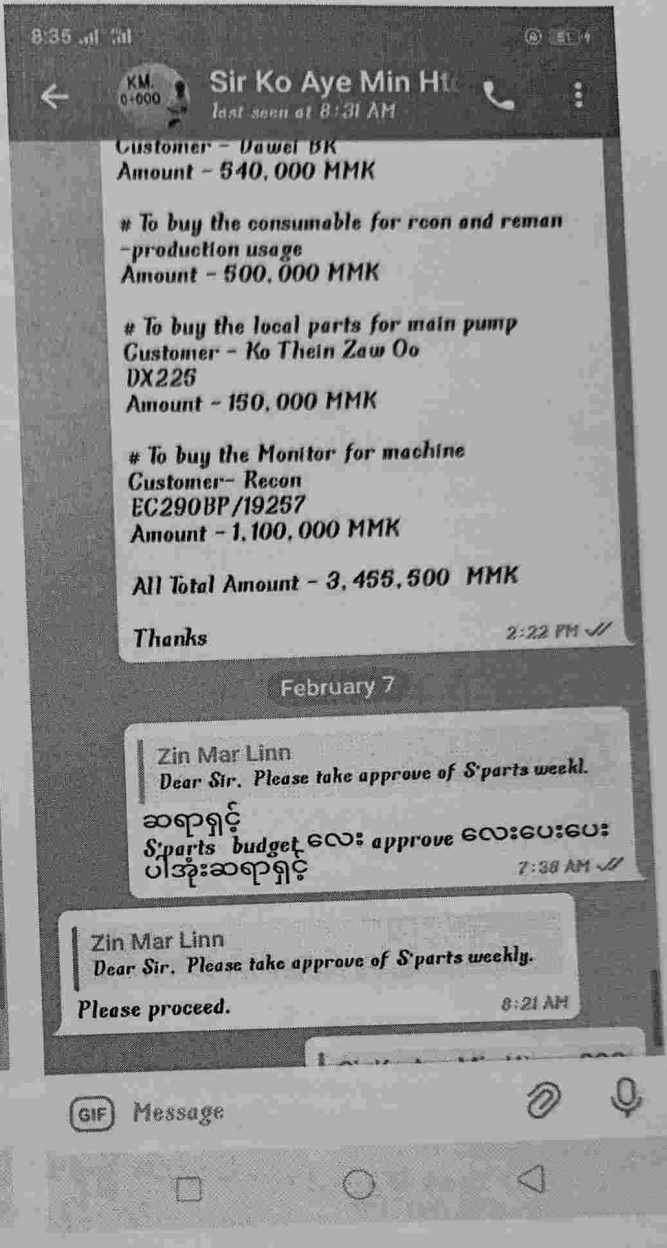 8:35
51
KM.
0+000
Sir Ko Aye Min Ht
last seen at 8:31 AM
Customer - Dawei BK
Amount - 540,000 MMK
# To buy the consumable for rcon and reman
-production usage
Amount - 500,000 MMK
# To buy the local parts for main pump
Customer - Ko Thein Zaw Oo
DX225
Amount - 150,000 MMK
# To buy the Monitor for machine
Customer- Recon
EC290BP/19257
Amount - 1,100,000 MMK
All Total Amount - 3,455,500 MMK
Thanks
2:22 PM
February 7
Zin Mar Linn
Dear Sir, Please take approve of S'parts weekl.
ဆရာရှင့်
S'parts budget လေး approve လေးပေးပေး
ပါအုံးဆရာရှင့်
7:38 AM
Zin Mar Linn
Dear Sir, Please take approve of S'parts weekly.
Please proceed.
8:21 AM
GIF Message